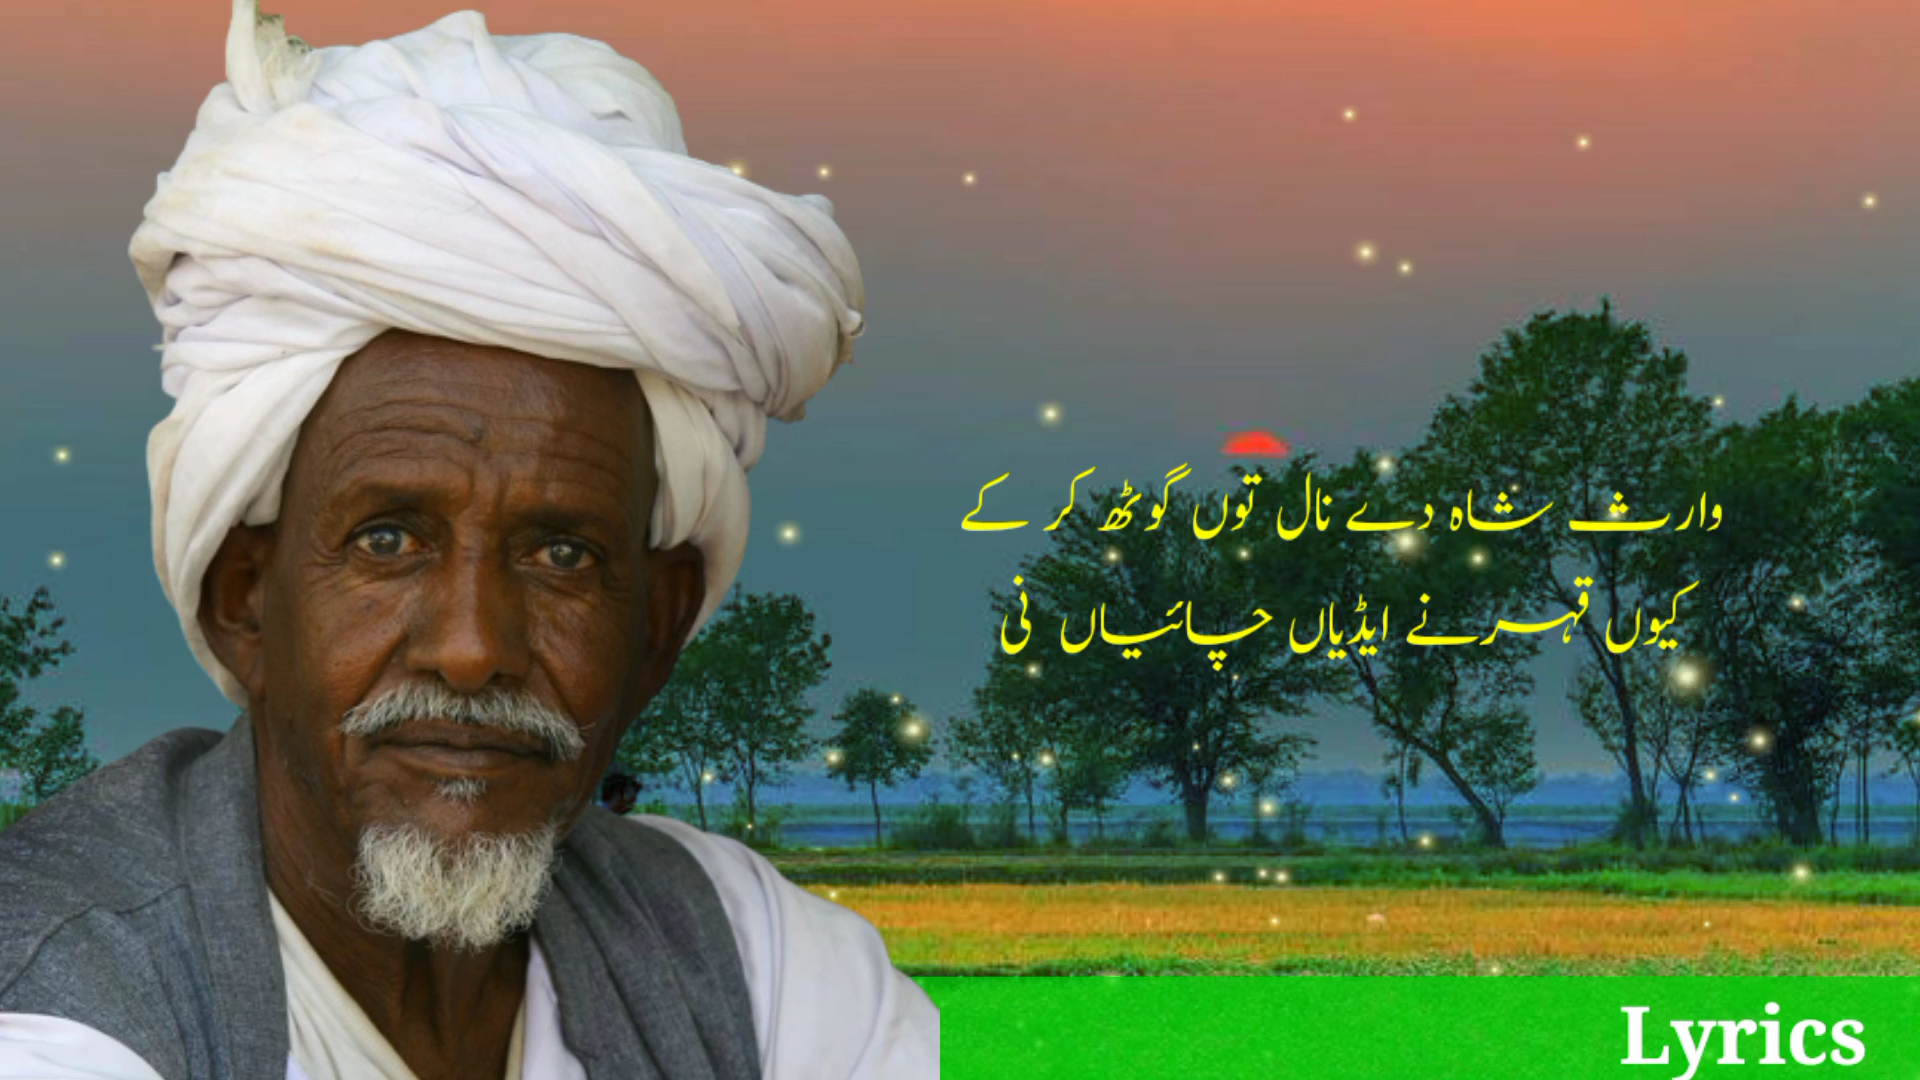 وارث شاہ دے نال توں گوٹھ کر کے
کیوں قہر نے ایڈیاں چائیاں نی
Lyrics